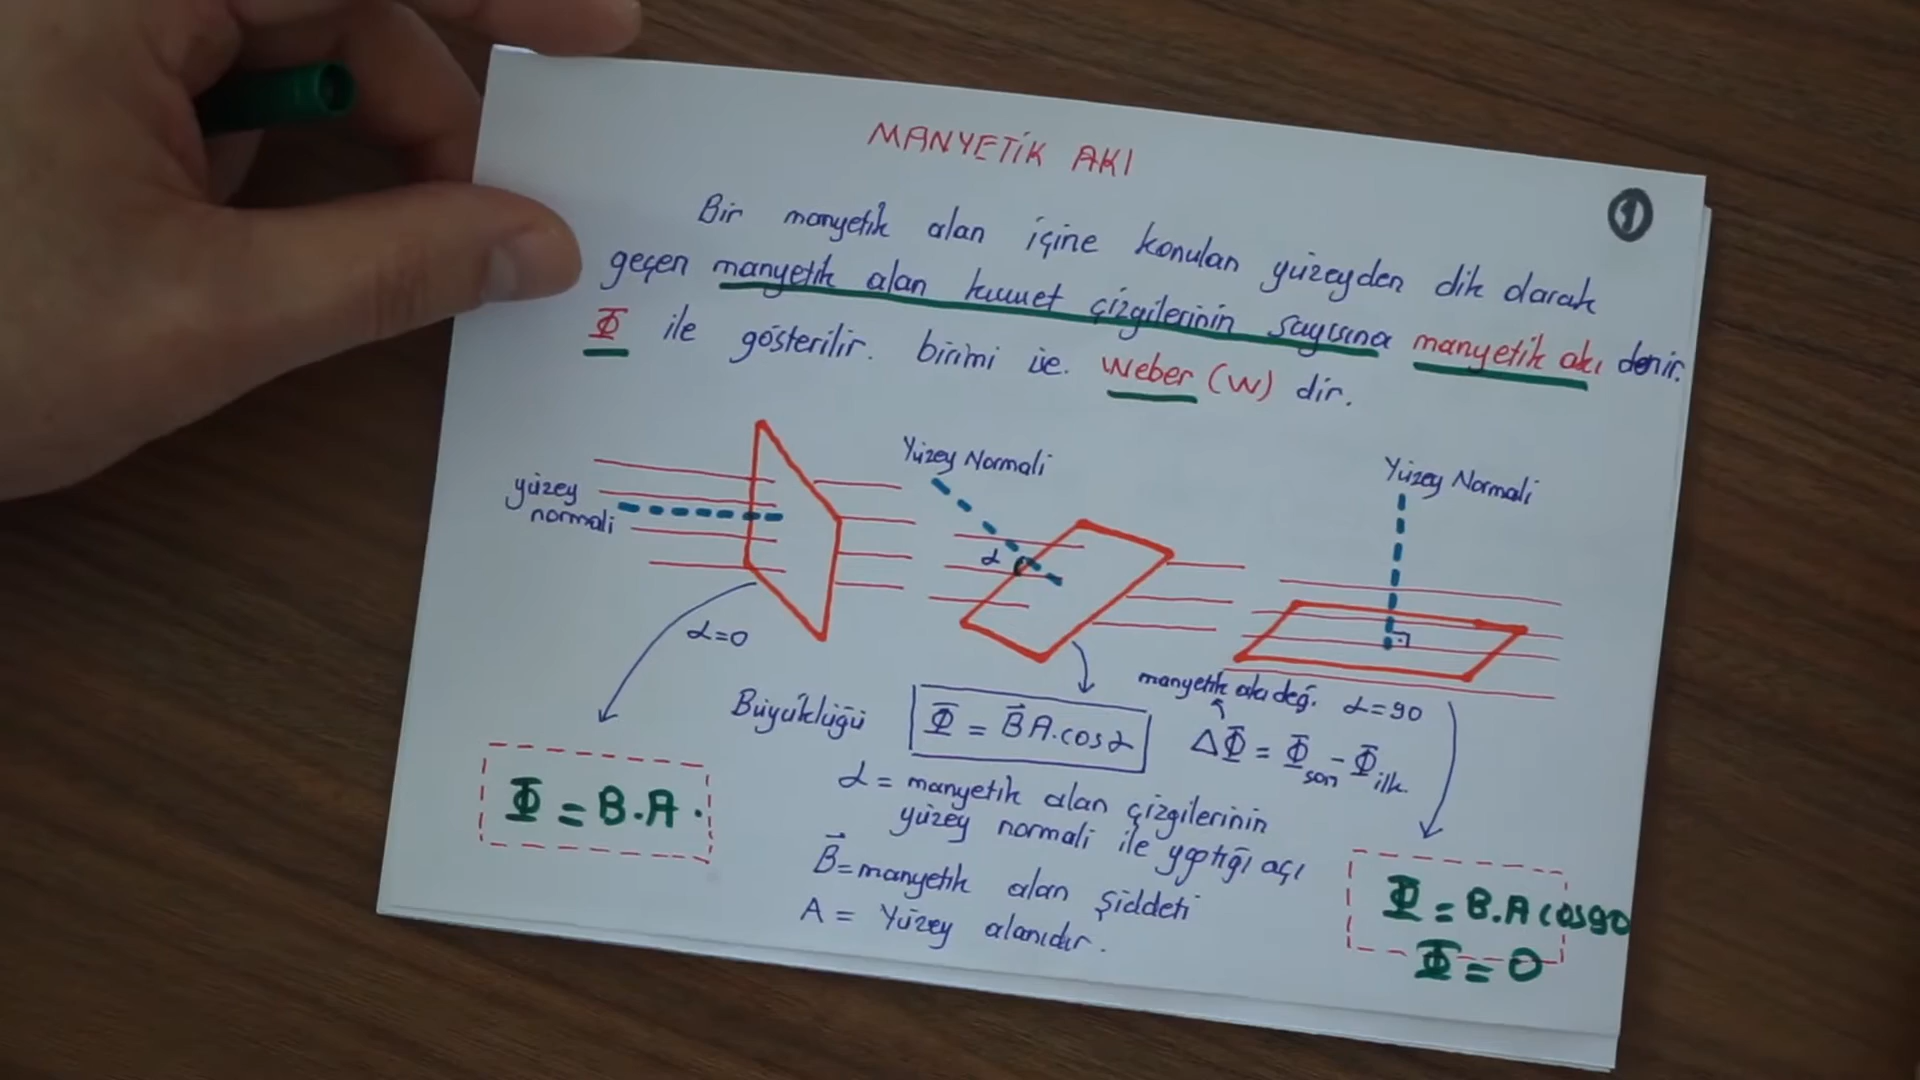 MANYETİK AKI
1
Bir manyetik alan içine konulan yüzeyden dik olarak
geçen manyetik alan kuvvet çizgilerinin sayısına manyetik akı denir.
Φ ile gösterilir. birimi ise. Weber (W) dir.
yüzey
normali
Yüzey Normali
Yüzey Normali
α
α=0
manyetik akı değ. α=90
Büyüklüğü Φ = B⃗A.cosα ΔΦ = Φson - Φilk.
Φ = B.A.
α = manyetik alan çizgilerinin
yüzey normali ile yaptığı açı
B⃗ = manyetik alan şiddeti
A = Yüzey alanıdır.
Φ = B.A cos90
Φ = 0